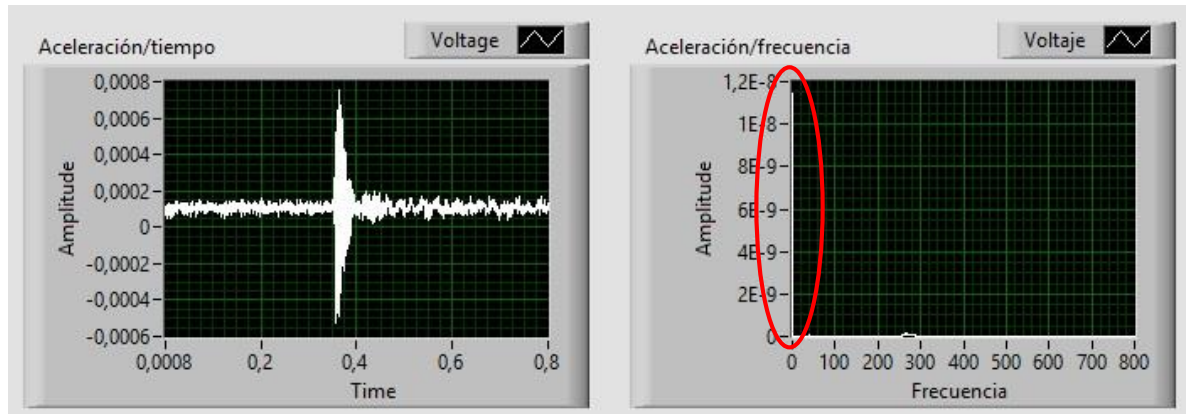 Aceleración/tiempo
Voltage
0,0008
0,0006
0,0004
0,0002
0
-0,0002
-0,0004
-0,0006
Amplitude
0,0008 0,2 0,4 0,6 0,8
Time
Aceleración/frecuencia
Voltaje
1,2E-8
1E-8
8E-9
6E-9
4E-9
2E-9
0
Amplitude
0 100 200 300 400 500 600 700 800
Frecuencia